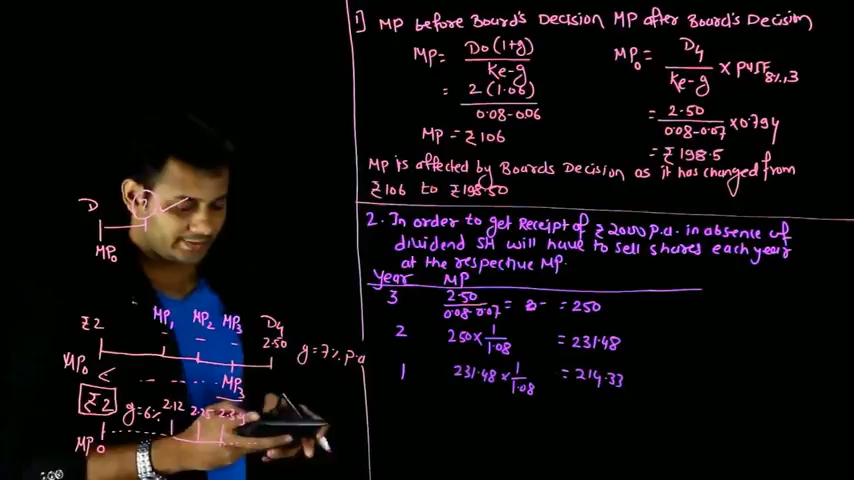 1] MP before Board's Decision MP after Board's Decision
MP = D0(1+g) / Ke-g
= 2(1.06) / 0.08-0.06
MP = ₹106
MP0 = D4 / Ke-g × PVIF 8%,3
= 2.50 / 0.08-0.07 × 0.794
= ₹198.5
MP is affected by Boards Decision as it has changed from
₹106 to ₹198.50
2. In order to get Receipt of ₹2000 p.a. in absence of
dividend SH will have to sell shares each year
at the respective MP.
Year MP
3 2.50 / 0.08-0.07 = = 250
2 250 × 1/1.08 = 231.48
1 231.48 × 1/1.08 = 214.33
D
MP0
₹2 MP1 MP2 MP3 D4
2.50
g=7% p.a
MP0
MP3
₹2 g=6% 2.12 2.25
MP0